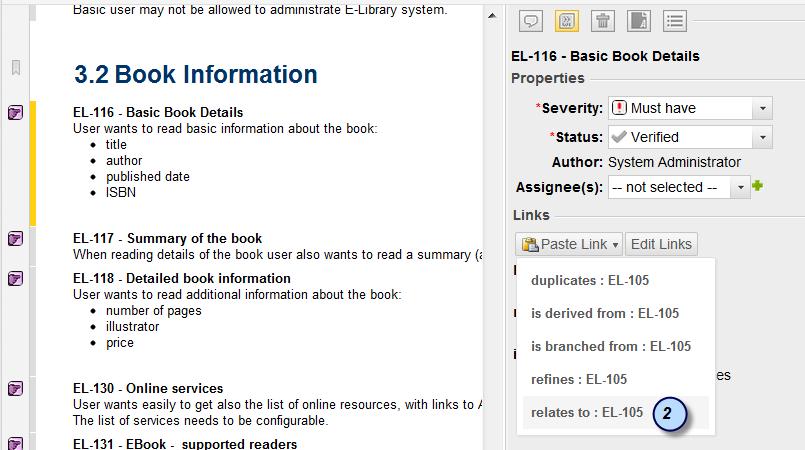 Basic user may not be allowed to administrate E-Library system.
3.2 Book Information
EL-116 - Basic Book Details
User wants to read basic information about the book:
• title
• author
• published date
• ISBN
EL-117 - Summary of the book
When reading details of the book user also wants to read a summary (a
EL-118 - Detailed book information
User wants to read additional information about the book:
• number of pages
• illustrator
• price
EL-130 - Online services
User wants easily to get also the list of online resources, with links to A
The list of services needs to be configurable.
EL-131 - EBook - supported readers
EL-116 - Basic Book Details
Properties
*Severity: Must have
*Status: Verified
Author: System Administrator
Assignee(s): -- not selected --
Links
Paste Link Edit Links
duplicates : EL-105
is derived from : EL-105
is branched from : EL-105
refines : EL-105
es
relates to : EL-105 2